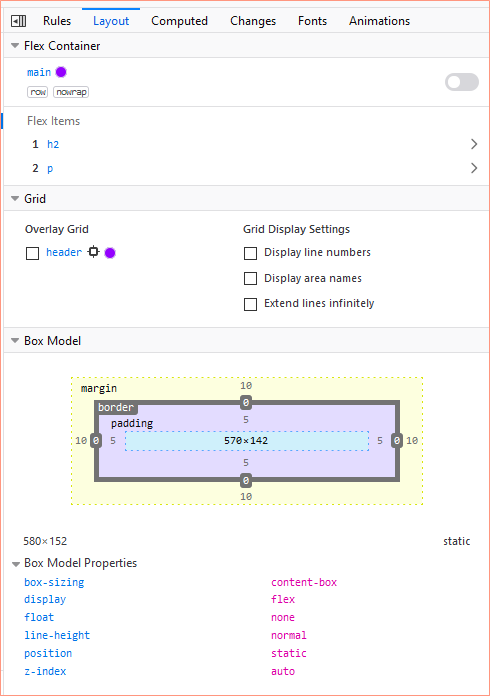 Rules Layout Computed Changes Fonts Animations
Flex Container
main
row nowrap
Flex Items
1 h2
2 p
Grid
Overlay Grid Grid Display Settings
header Display line numbers
Display area names
Extend lines infinitely
Box Model
margin 10
border 0
padding 5
10 0 5 570×142 5 0 10
5
0
10
580×152 static
Box Model Properties
box-sizing content-box
display flex
float none
line-height normal
position static
z-index auto